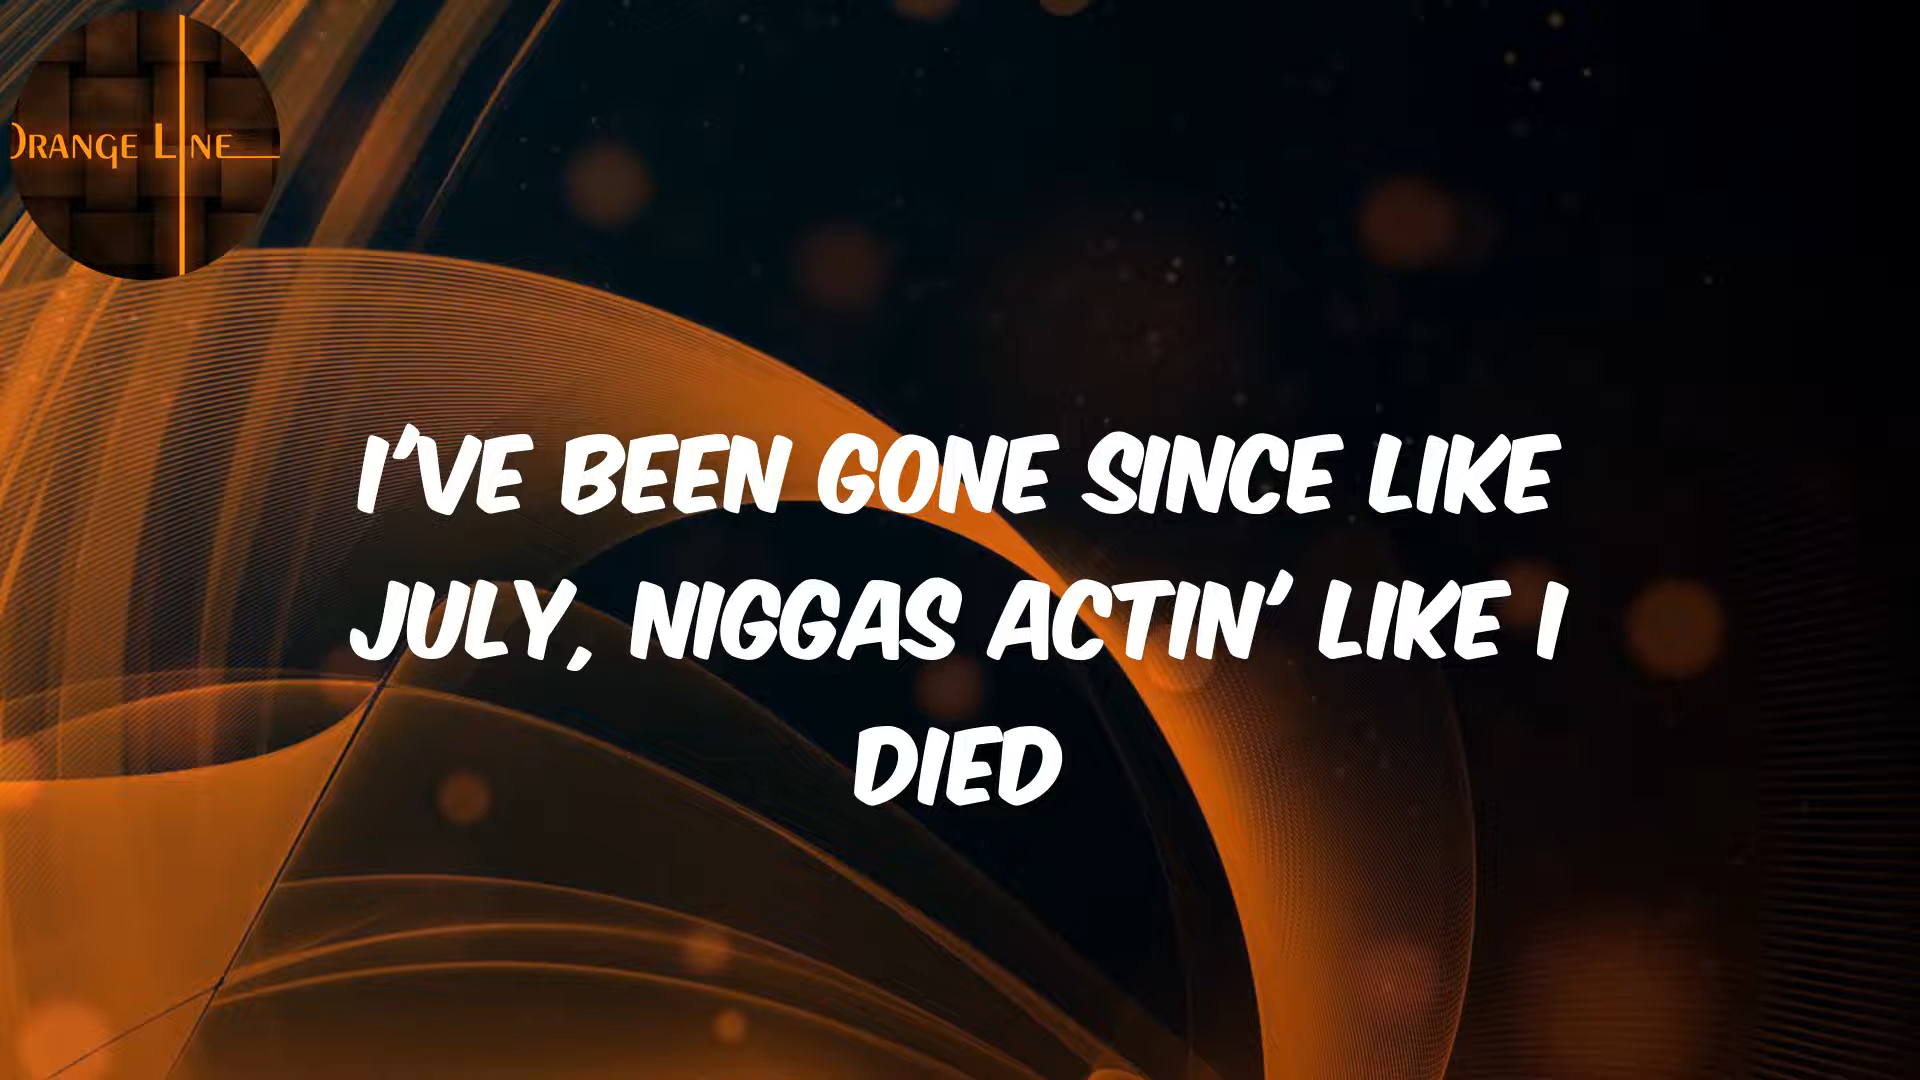 ORANGE LINE
I'VE BEEN GONE SINCE LIKE
JULY, NIGGAS ACTIN' LIKE I
DIED